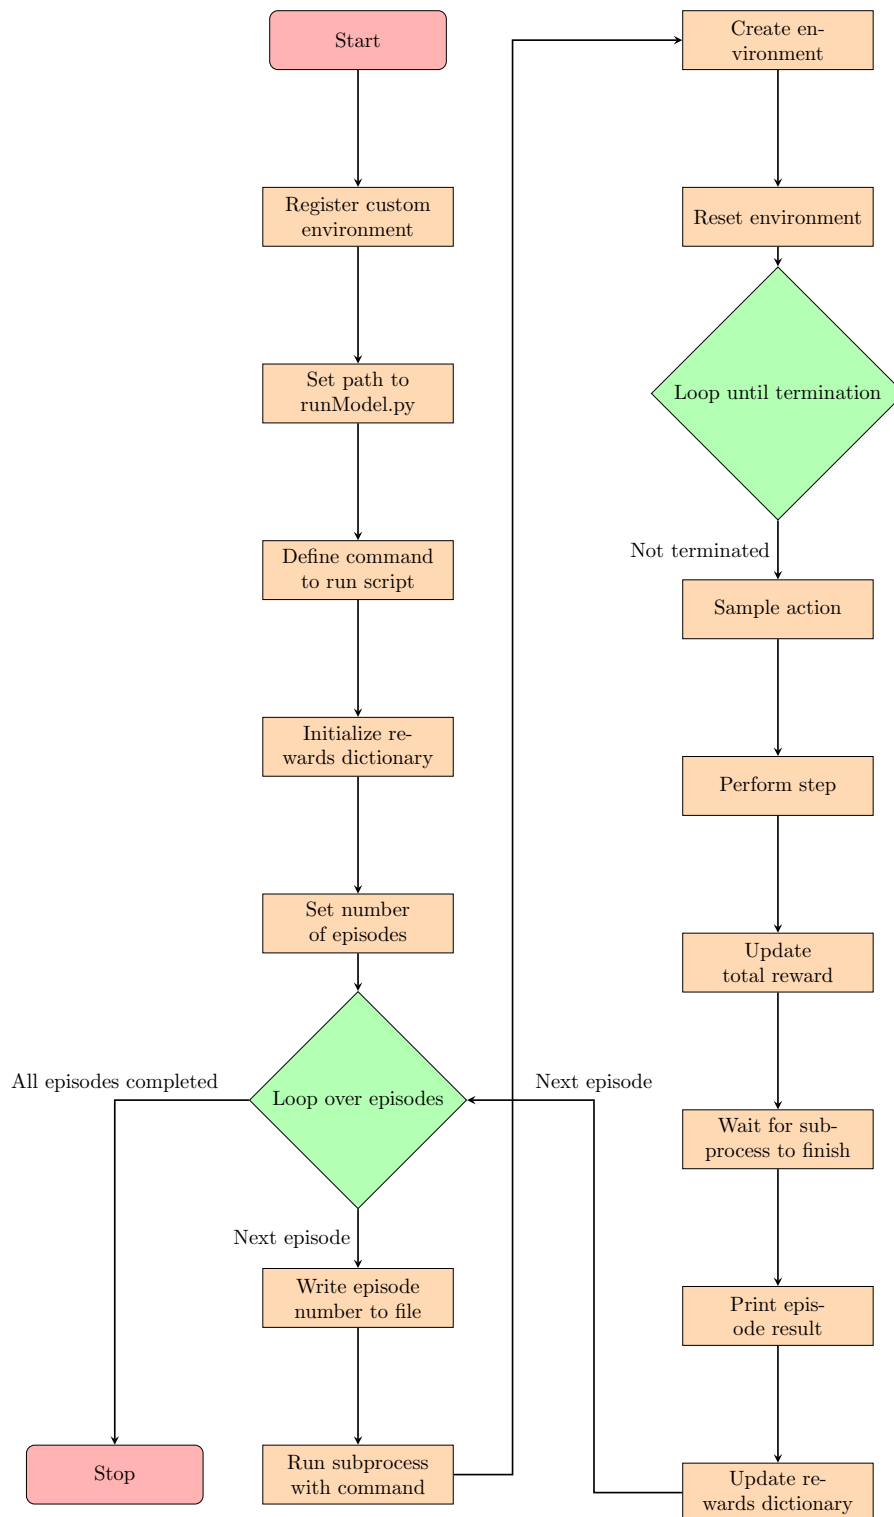 Start
Register custom
environment
Set path to
runModel.py
Define command
to run script
Initialize re-
wards dictionary
Set number
of episodes
Loop over episodes
All episodes completed
Next episode
Write episode
number to file
Run subprocess
with command
Stop
Create en-
vironment
Reset environment
Loop until termination
Not terminated
Sample action
Perform step
Update
total reward
Wait for sub-
process to finish
Print epis-
ode result
Update re-
wards dictionary
Next episode